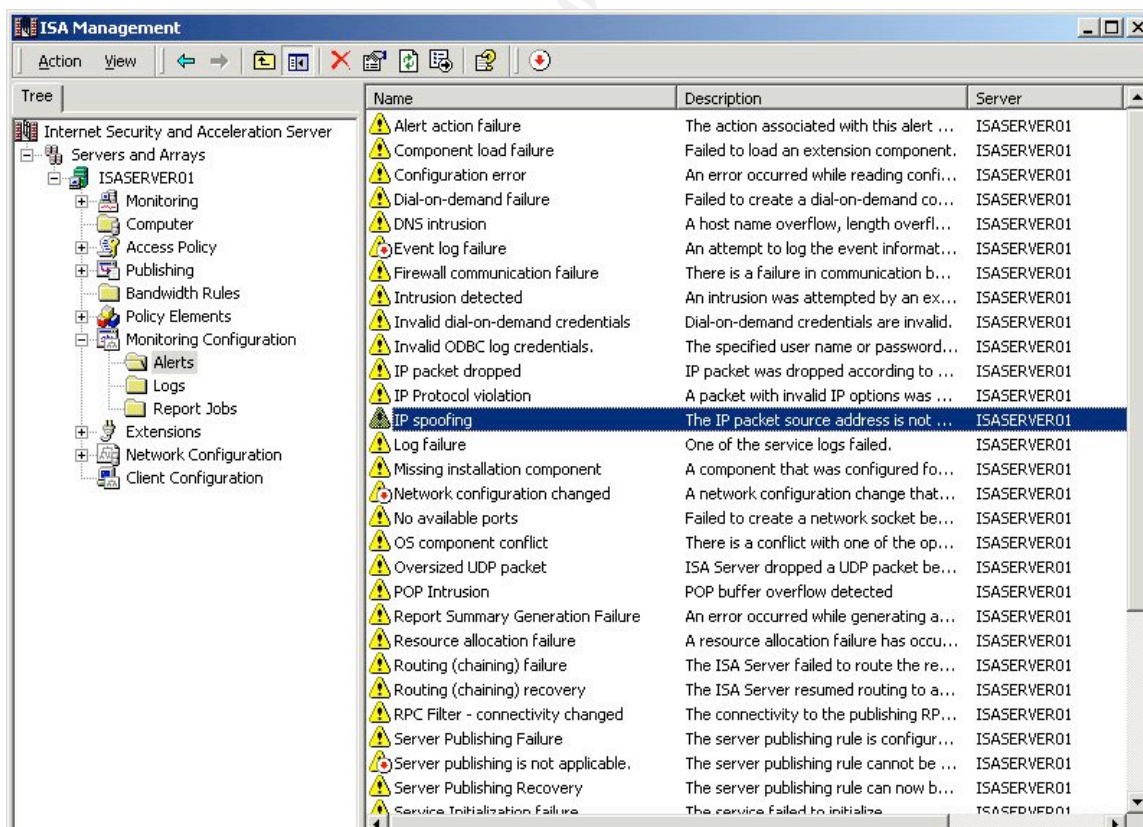 ISA Management
Action View
Tree
Internet Security and Acceleration Server
Servers and Arrays
ISASERVER01
Monitoring
Computer
Access Policy
Publishing
Bandwidth Rules
Policy Elements
Monitoring Configuration
Alerts
Logs
Report Jobs
Extensions
Network Configuration
Client Configuration
Name Description Server
Alert action failure The action associated with this alert ... ISASERVER01
Component load failure Failed to load an extension component. ISASERVER01
Configuration error An error occurred while reading confi... ISASERVER01
Dial-on-demand failure Failed to create a dial-on-demand co... ISASERVER01
DNS intrusion A host name overflow, length overfl... ISASERVER01
Event log failure An attempt to log the event informat... ISASERVER01
Firewall communication failure There is a failure in communication b... ISASERVER01
Intrusion detected An intrusion was attempted by an ex... ISASERVER01
Invalid dial-on-demand credentials Dial-on-demand credentials are invalid. ISASERVER01
Invalid ODBC log credentials. The specified user name or password... ISASERVER01
IP packet dropped IP packet was dropped according to ... ISASERVER01
IP Protocol violation A packet with invalid IP options was ... ISASERVER01
IP spoofing The IP packet source address is not ... ISASERVER01
Log failure One of the service logs failed. ISASERVER01
Missing installation component A component that was configured fo... ISASERVER01
Network configuration changed A network configuration change that... ISASERVER01
No available ports Failed to create a network socket be... ISASERVER01
OS component conflict There is a conflict with one of the op... ISASERVER01
Oversized UDP packet ISA Server dropped a UDP packet be... ISASERVER01
POP Intrusion POP buffer overflow detected ISASERVER01
Report Summary Generation Failure An error occurred while generating a... ISASERVER01
Resource allocation failure A resource allocation failure has occu... ISASERVER01
Routing (chaining) failure The ISA Server failed to route the re... ISASERVER01
Routing (chaining) recovery The ISA Server resumed routing to a... ISASERVER01
RPC Filter - connectivity changed The connectivity to the publishing RP... ISASERVER01
Server Publishing Failure The server publishing rule is configur... ISASERVER01
Server publishing is not applicable. The server publishing rule cannot be ... ISASERVER01
Server Publishing Recovery The server publishing rule can now b... ISASERVER01
Service Initialization failure The service failed to initialize ISASERVER01